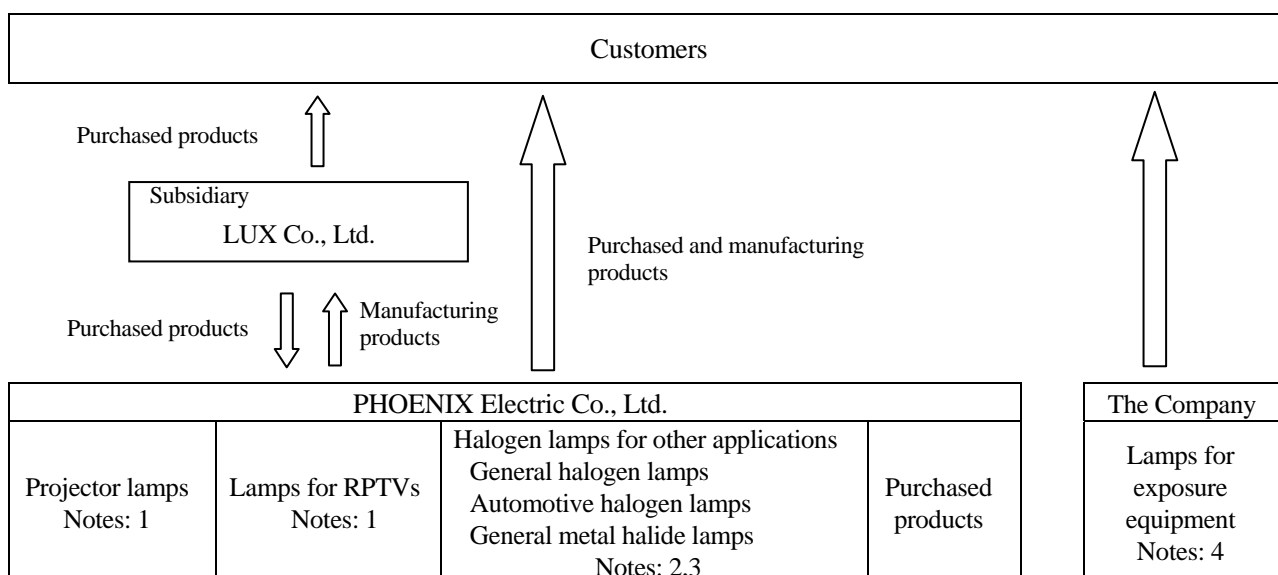 Customers
Purchased products
Subsidiary
LUX Co., Ltd.
Purchased and manufacturing
products
Purchased products
Manufacturing
products
PHOENIX Electric Co., Ltd.
The Company
Projector lamps
Notes: 1
Lamps for RPTVs
Notes: 1
Halogen lamps for other applications
General halogen lamps
Automotive halogen lamps
General metal halide lamps
Notes: 2,3
Purchased
products
Lamps for
exposure
equipment
Notes: 4